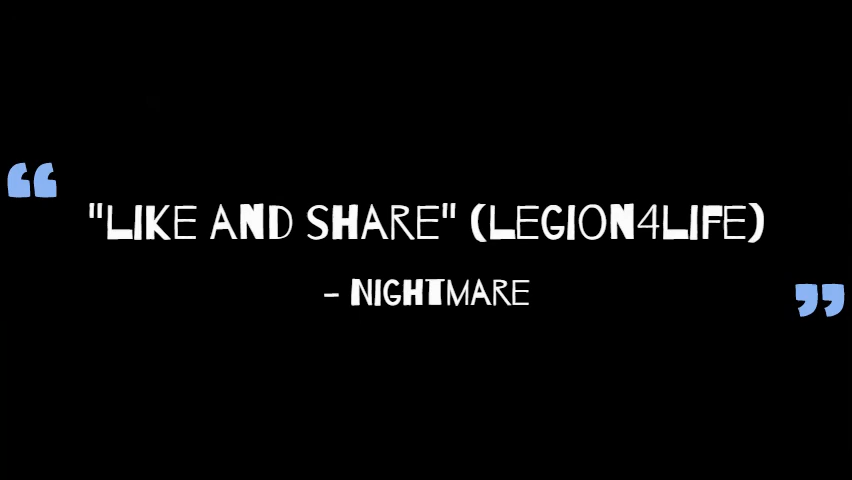 “
"LIKE AND SHARE" (LEGION4LIFE)
- NIGHTMARE
”